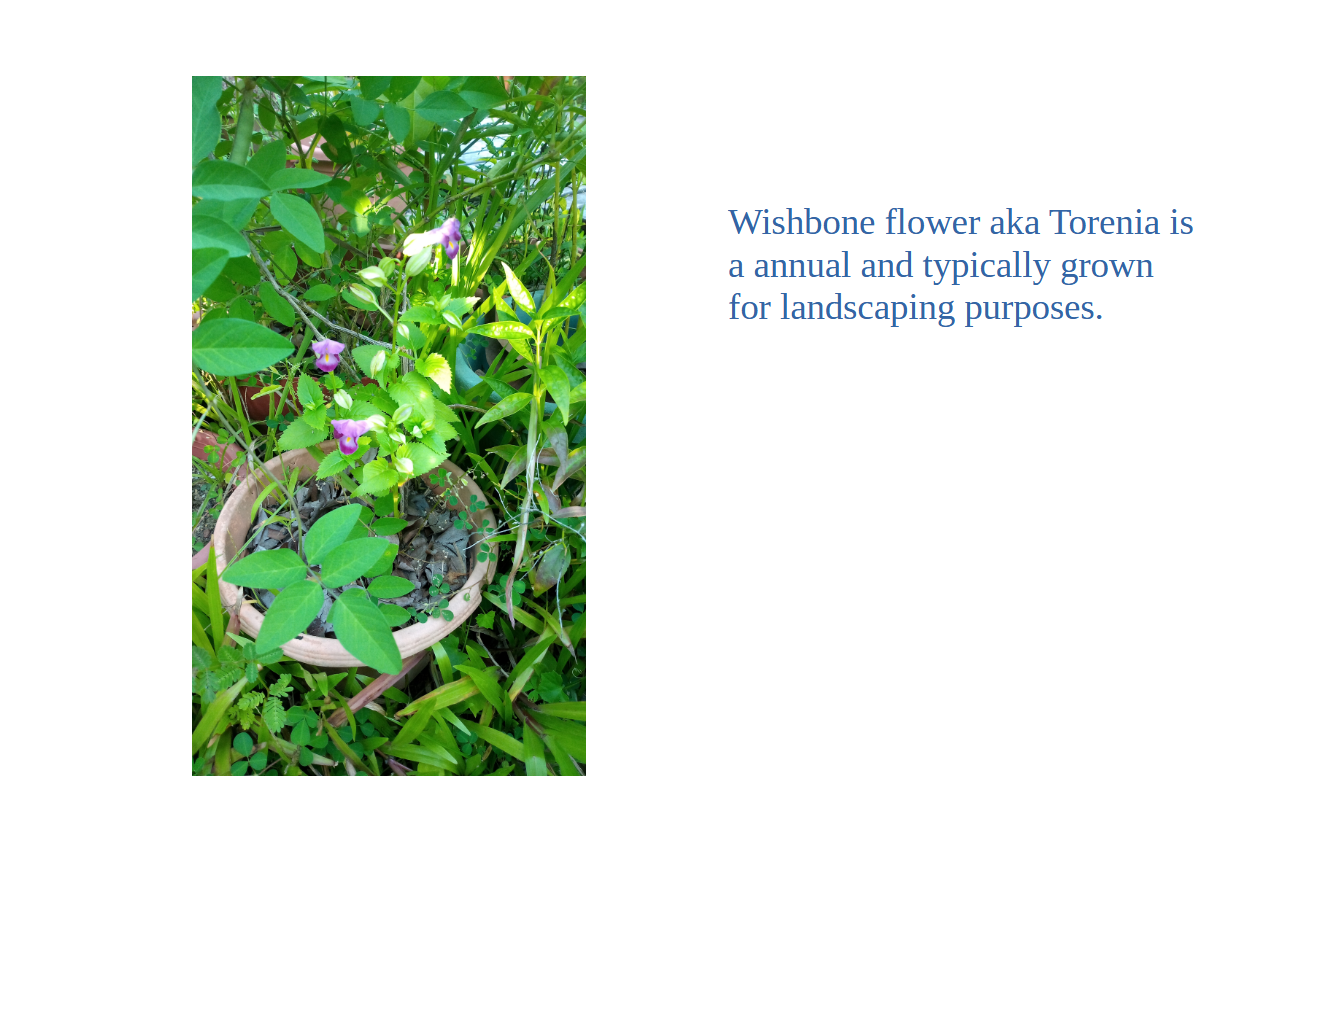 Wishbone flower aka Torenia is
a annual and typically grown
for landscaping purposes.